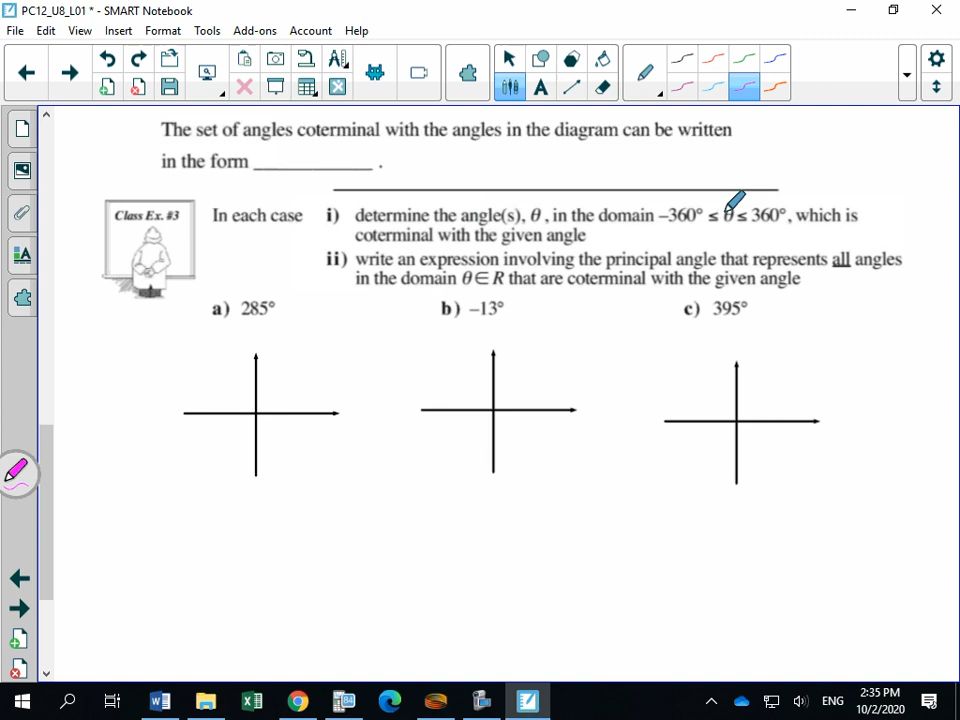 PC12_U8_L01 * - SMART Notebook
File Edit View Insert Format Tools Add-ons Account Help
The set of angles coterminal with the angles in the diagram can be written
in the form ____________ .
Class Ex. #3
In each case i) determine the angle(s), θ, in the domain –360° ≤ θ ≤ 360°, which is
coterminal with the given angle
ii) write an expression involving the principal angle that represents all angles
in the domain θ ∈ R that are coterminal with the given angle
a) 285° b) –13° c) 395°
ENG
2:35 PM
10/2/2020